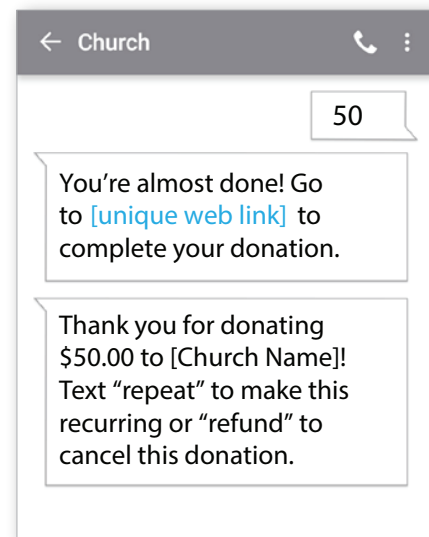 Church
50
You’re almost done! Go
to [unique web link] to
complete your donation.
Thank you for donating
$50.00 to [Church Name]!
Text “repeat” to make this
recurring or “refund” to
cancel this donation.